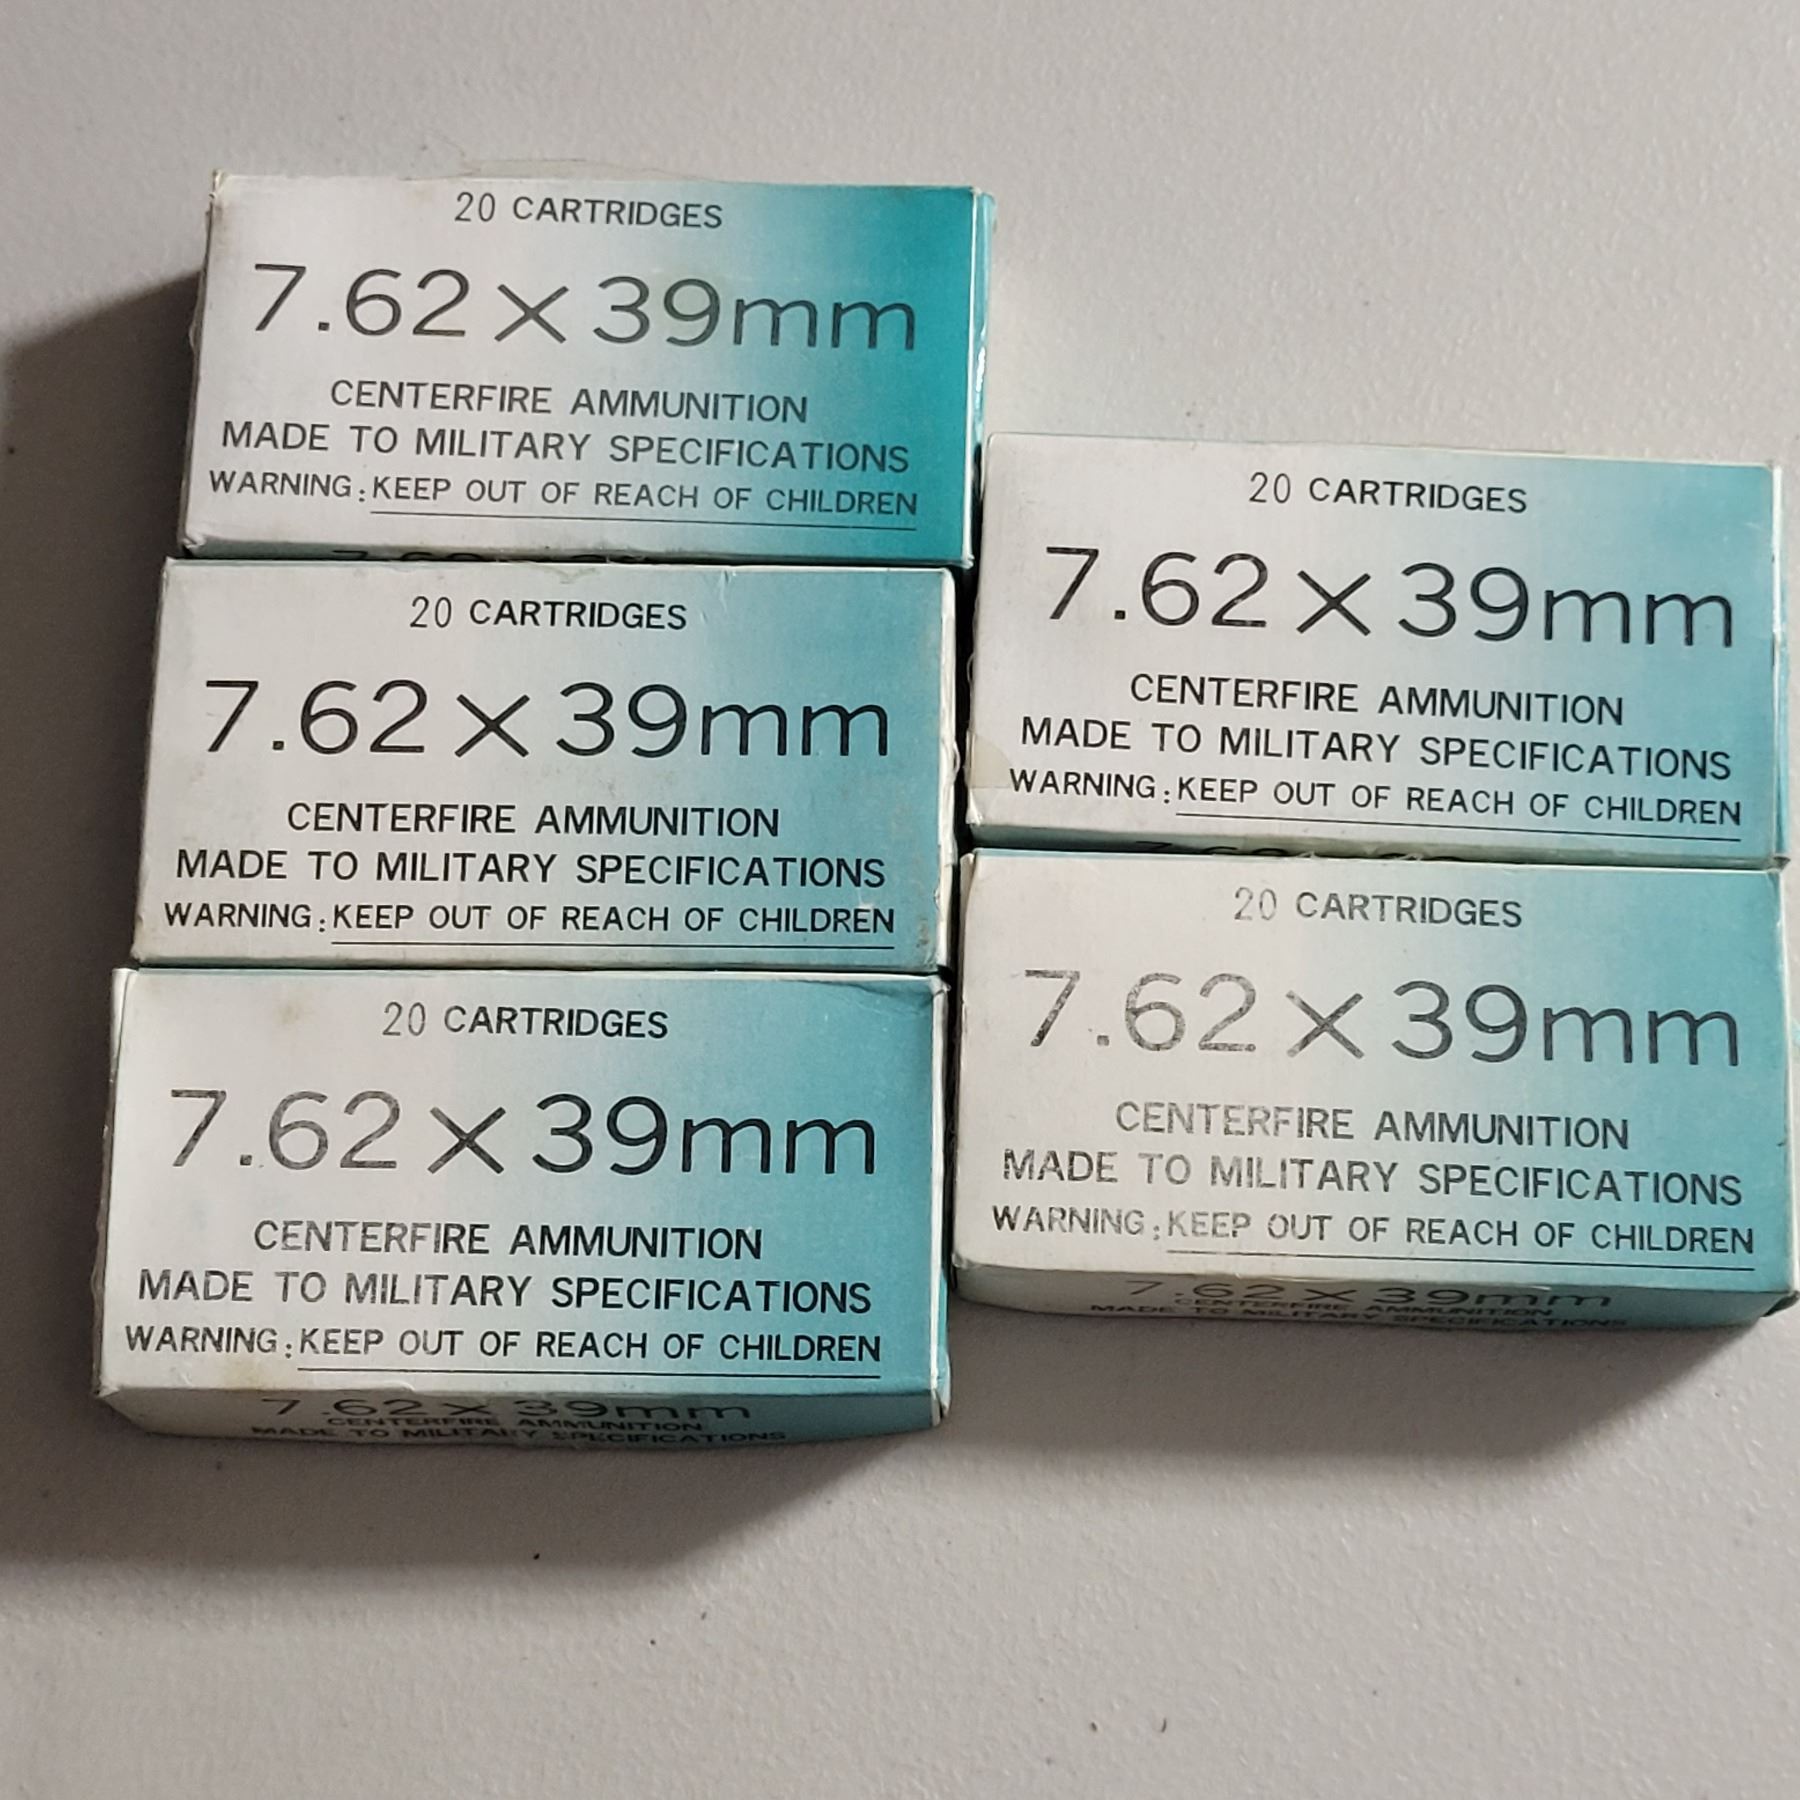 20 CARTRIDGES
7.62 × 39mm
CENTERFIRE AMMUNITION
MADE TO MILITARY SPECIFICATIONS
WARNING: KEEP OUT OF REACH OF CHILDREN
20 CARTRIDGES
7.62 × 39mm
CENTERFIRE AMMUNITION
MADE TO MILITARY SPECIFICATIONS
WARNING: KEEP OUT OF REACH OF CHILDREN
20 CARTRIDGES
7.62 × 39mm
CENTERFIRE AMMUNITION
MADE TO MILITARY SPECIFICATIONS
WARNING: KEEP OUT OF REACH OF CHILDREN
7.62 × 39mm
CENTERFIRE AMMUNITION
MADE TO MILITARY SPECIFICATIONS
20 CARTRIDGES
7.62 × 39mm
CENTERFIRE AMMUNITION
MADE TO MILITARY SPECIFICATIONS
WARNING: KEEP OUT OF REACH OF CHILDREN
20 CARTRIDGES
7.62 × 39mm
CENTERFIRE AMMUNITION
MADE TO MILITARY SPECIFICATIONS
WARNING: KEEP OUT OF REACH OF CHILDREN
7.62 × 39mm
CENTERFIRE AMMUNITION
MADE TO MILITARY SPECIFICATIONS